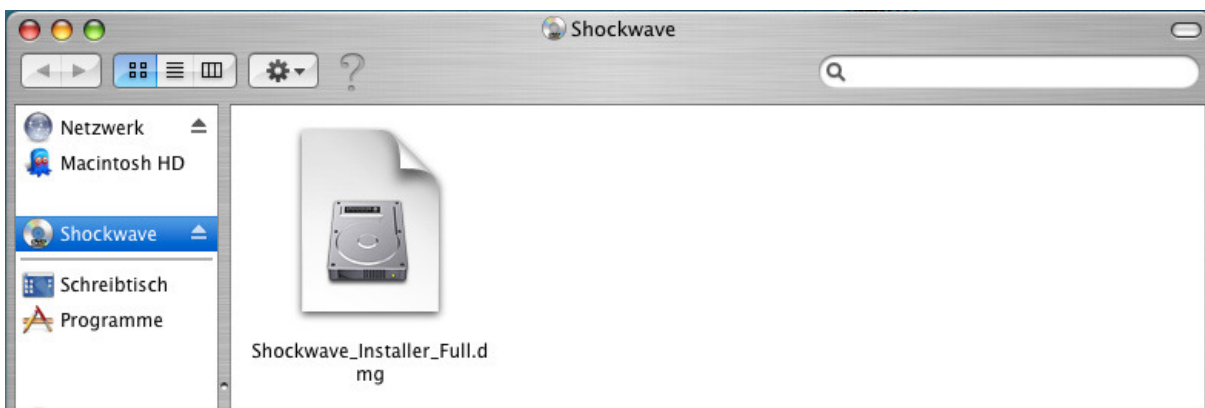 Shockwave
Netzwerk
Macintosh HD
Shockwave
Schreibtisch
Programme
Shockwave_Installer_Full.d
mg